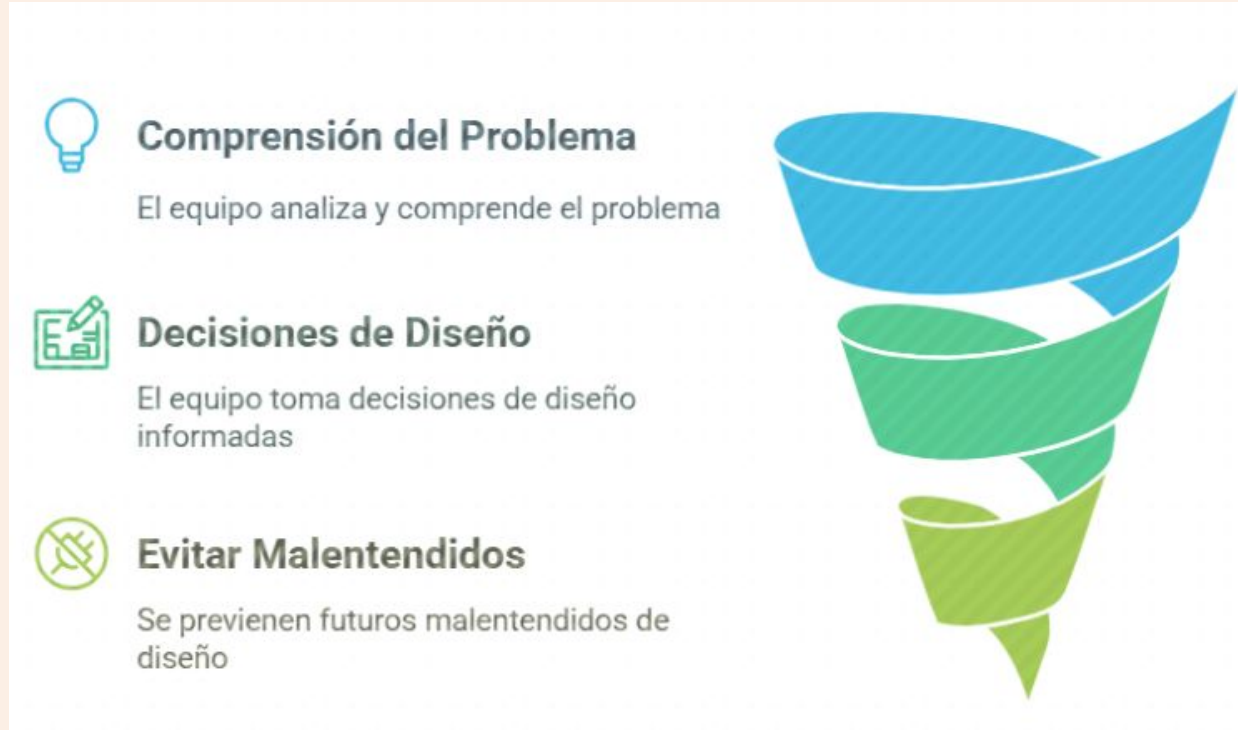 Comprensión del Problema
El equipo analiza y comprende el problema
Decisiones de Diseño
El equipo toma decisiones de diseño
informadas
Evitar Malentendidos
Se previenen futuros malentendidos de
diseño